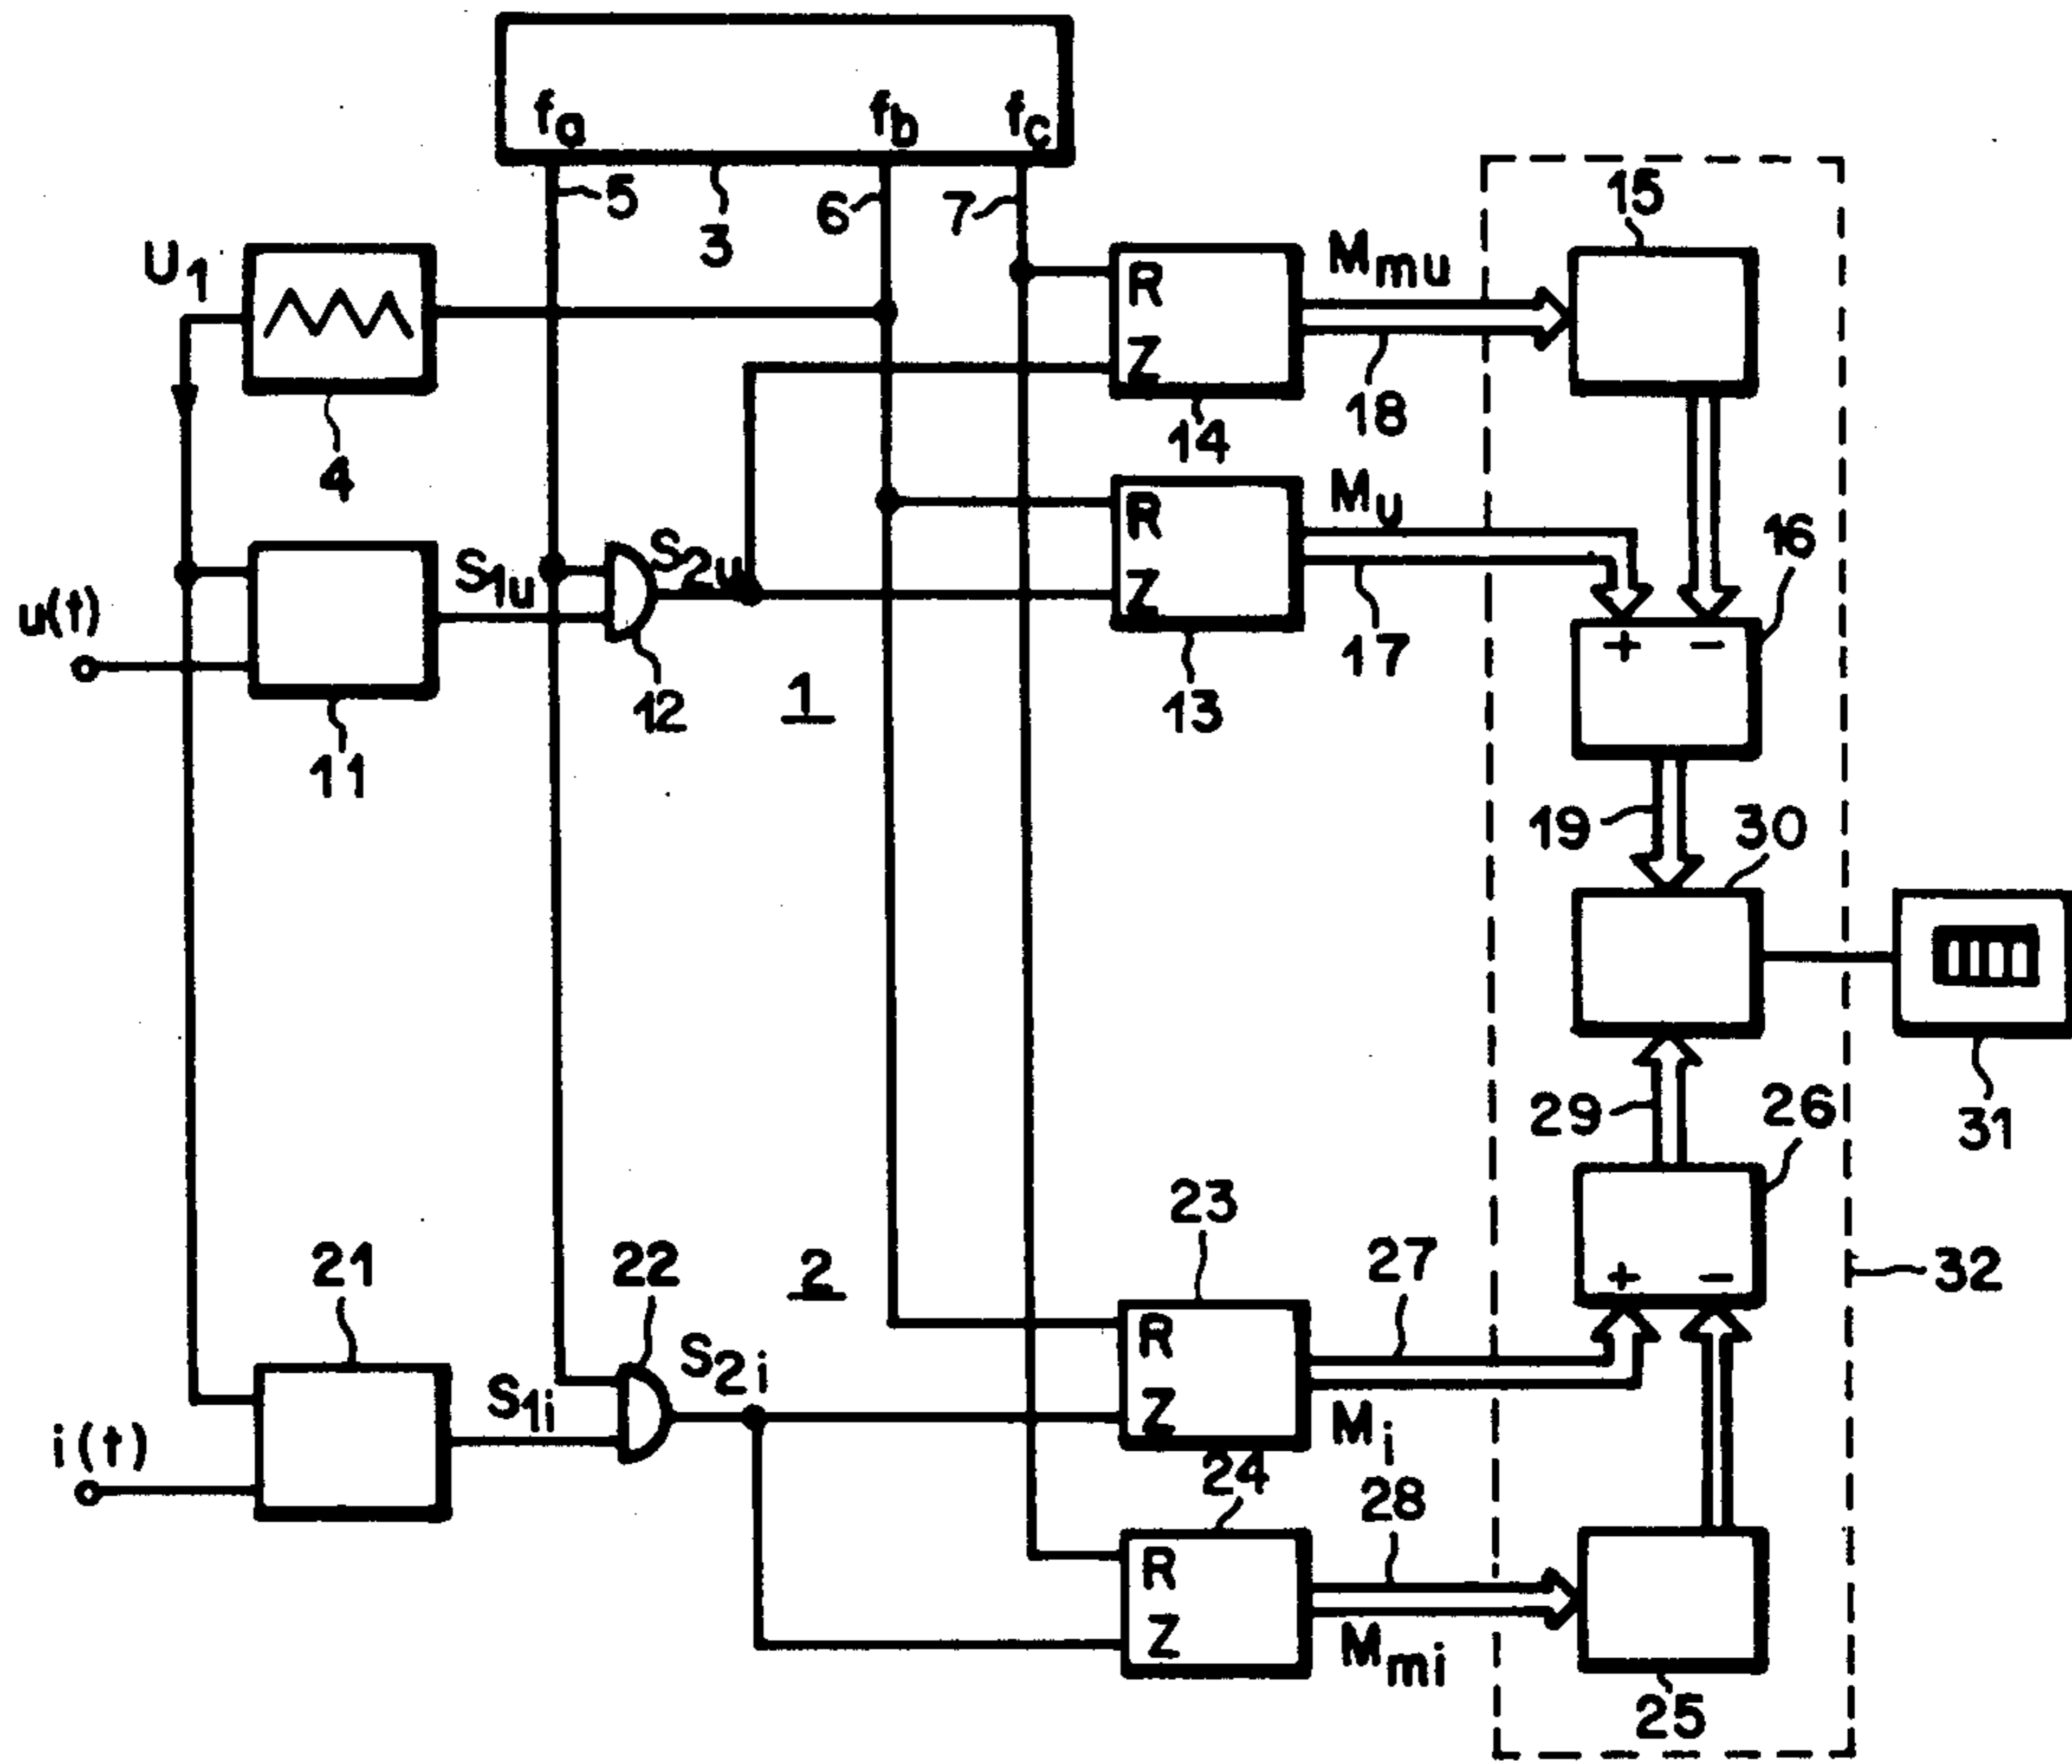 fa fb fc
5 3 6 7
15
U1
Mmu
R
Z
4
14
18
Mu
R
Z
16
+ -
S1u
S2u
u(t)
12
1
13
17
11
19
30
29
26
31
23
27
+ -
32
21
22
2
S1i
S2i
R
Z
Mi
i(t)
24
28
R
Z
Mmi
25